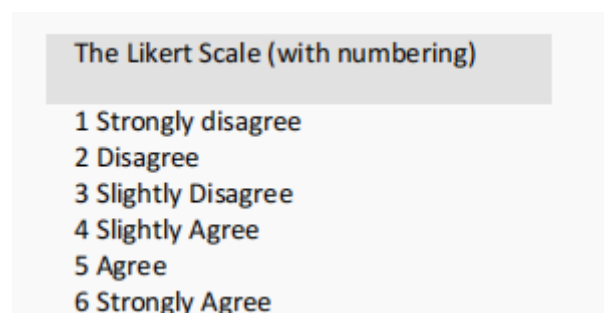 The Likert Scale (with numbering)
1 Strongly disagree
2 Disagree
3 Slightly Disagree
4 Slightly Agree
5 Agree
6 Strongly Agree